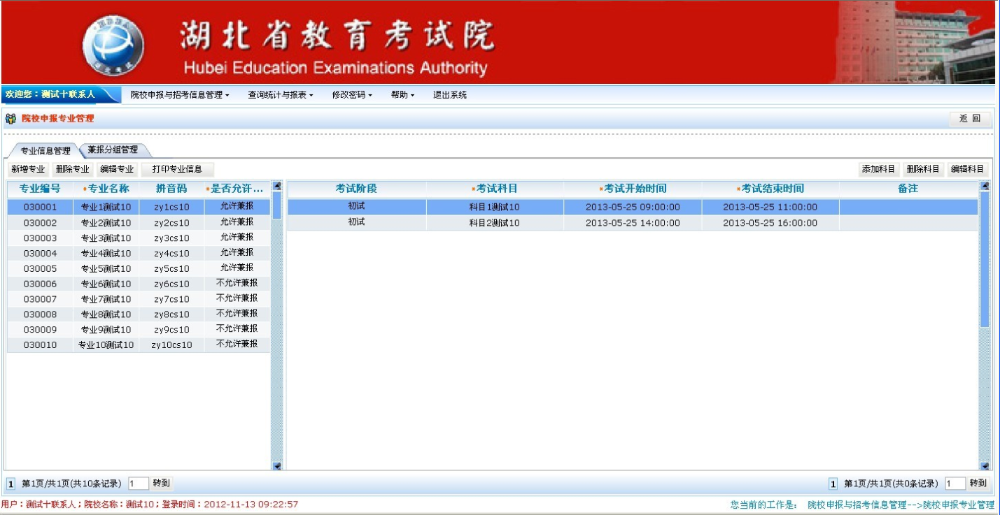 湖北省教育考试院
Hubei Education Examinations Authority
欢迎您：测试十联系人 院校申报与招考信息管理 查询统计与报表 修改密码 帮助 退出系统
院校申报专业管理 返 回
专业信息管理 兼报分组管理
新增专业 删除专业 编辑专业 打印专业信息 添加科目 删除科目 编辑科目
专业编号 *专业名称 拼音码 *是否允许... 考试阶段 *考试科目 *考试开始时间 *考试结束时间 备注
030001 专业1测试10 zy1cs10 允许兼报 初试 科目1测试10 2013-05-25 09:00:00 2013-05-25 11:00:00
030002 专业2测试10 zy2cs10 允许兼报 初试 科目2测试10 2013-05-25 14:00:00 2013-05-25 16:00:00
030003 专业3测试10 zy3cs10 允许兼报
030004 专业4测试10 zy4cs10 允许兼报
030005 专业5测试10 zy5cs10 允许兼报
030006 专业6测试10 zy6cs10 不允许兼报
030007 专业7测试10 zy7cs10 不允许兼报
030008 专业8测试10 zy8cs10 不允许兼报
030009 专业9测试10 zy9cs10 不允许兼报
030010 专业10测试10 zy10cs10 不允许兼报
1 第1页/共1页(共10条记录) 1 转到 1 第1页/共1页(共0条记录) 1 转到
用户：测试十联系人；院校名称：测试10；登录时间：2012-11-13 09:22:57 您当前的工作是： 院校申报与招考信息管理-->院校申报专业管理